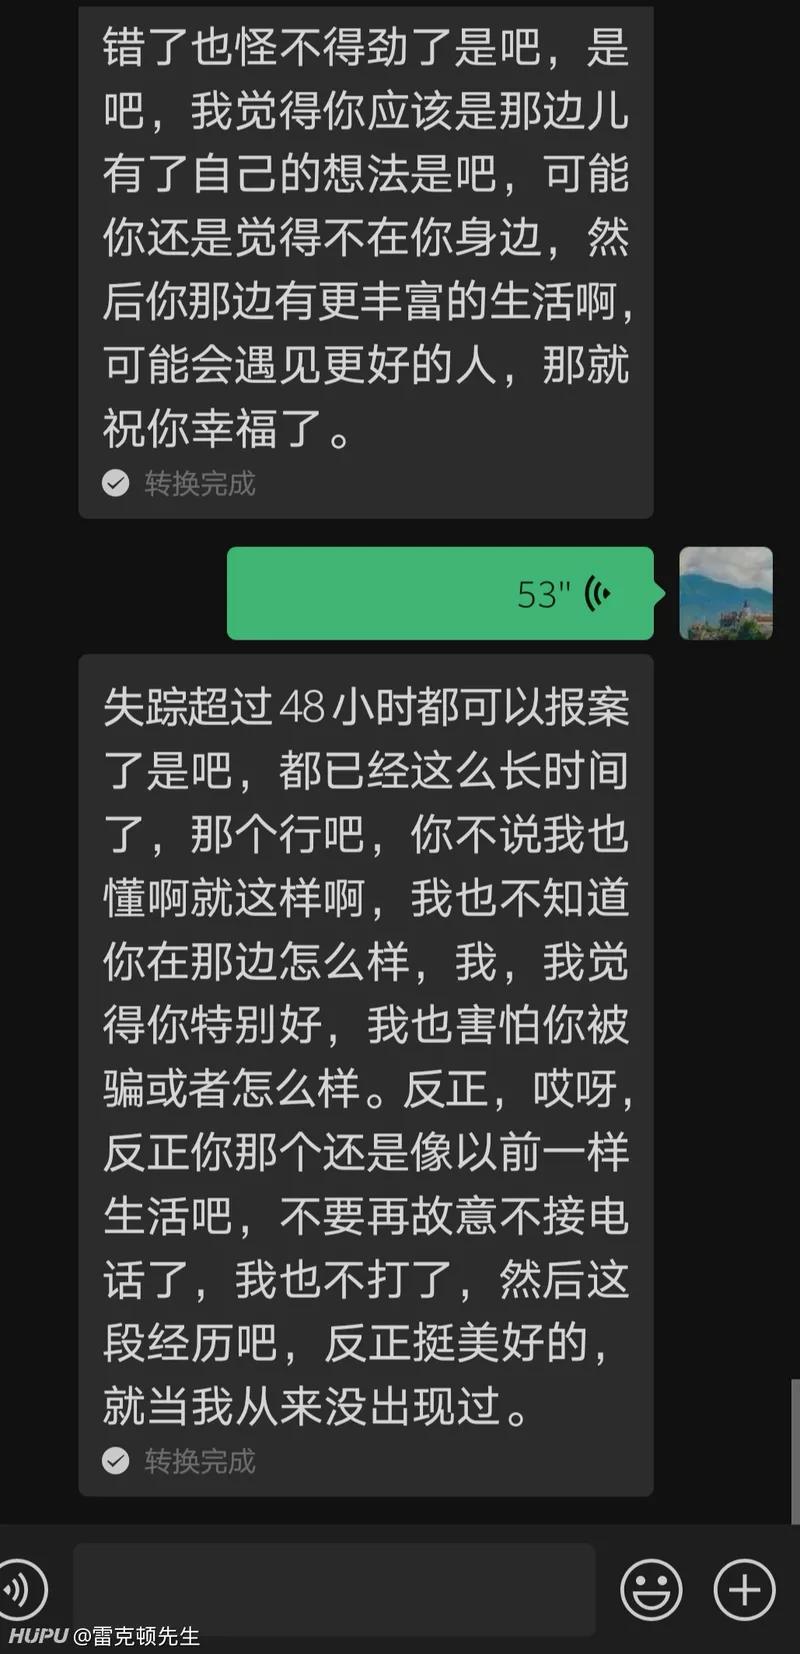 错了也怪不得劲了是吧，是
吧，我觉得你应该是那边儿
有了自己的想法是吧，可能
你还是觉得不在你身边，然
后你那边有更丰富的生活啊，
可能会遇见更好的人，那就
祝你幸福了。
转换完成
53"
失踪超过48小时都可以报案
了是吧，都已经这么长时间
了，那个行吧，你不说我也
懂啊就这样啊，我也不知道
你在那边怎么样，我，我觉
得你特别好，我也害怕你被
骗或者怎么样。反正，哎呀，
反正你那个还是像以前一样
生活吧，不要再故意不接电
话了，我也不打了，然后这
段经历吧，反正挺美好的，
就当我从来没出现过。
转换完成
HUPU @雷克顿先生